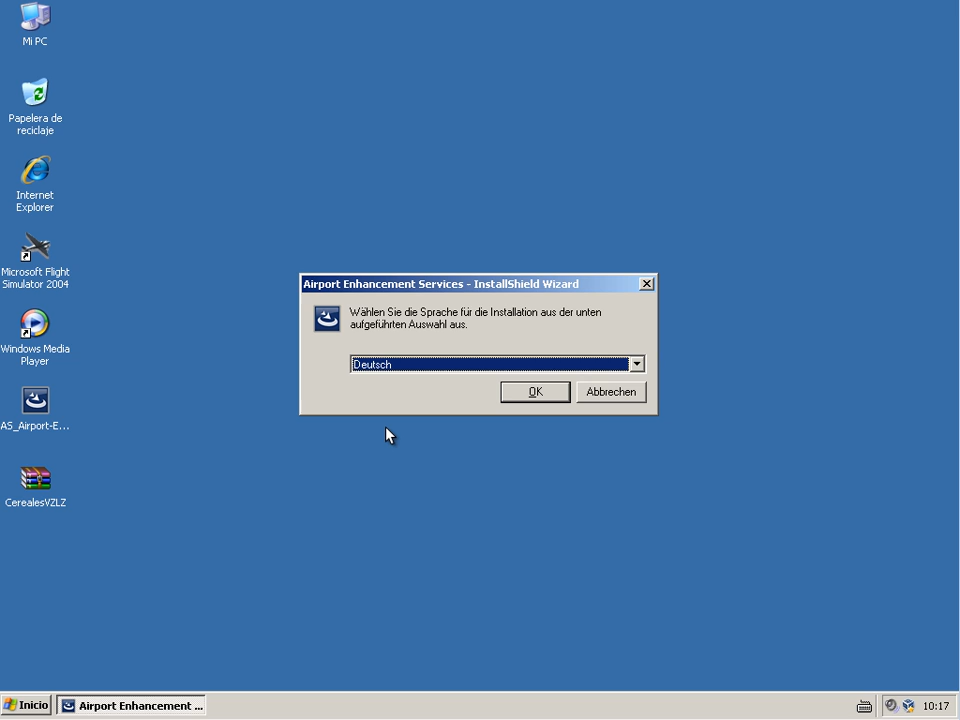 Mi PC
Papelera de
reciclaje
Internet
Explorer
Microsoft Flight
Simulator 2004
Windows Media
Player
AS_Airport-E...
CerealesVZLZ
Airport Enhancement Services - InstallShield Wizard
Wählen Sie die Sprache für die Installation aus der unten
aufgeführten Auswahl aus.
Deutsch
OK
Abbrechen
Inicio
Airport Enhancement ...
10:17